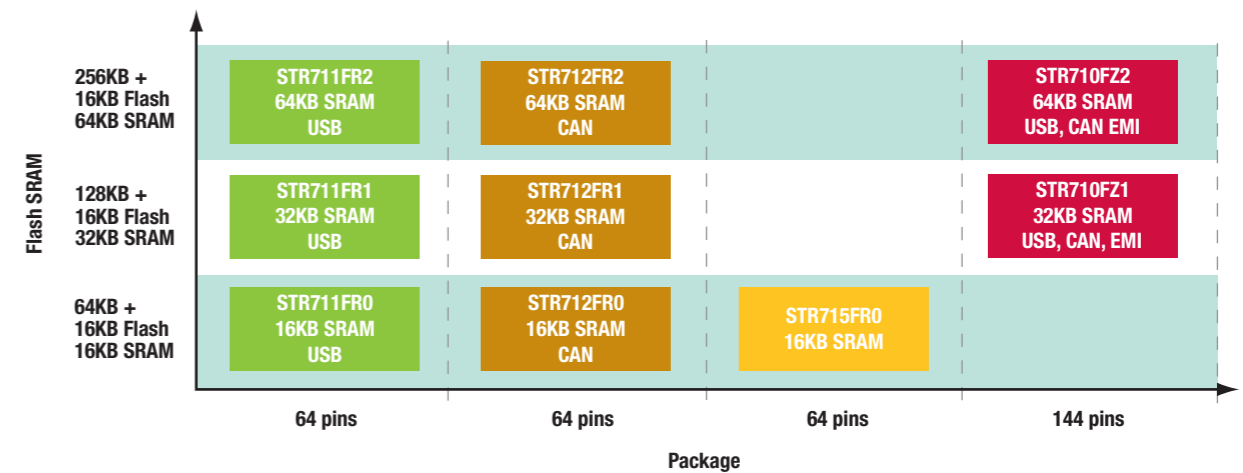 Flash SRAM
256KB +
16KB Flash
64KB SRAM
STR711FR2
64KB SRAM
USB
STR712FR2
64KB SRAM
CAN
STR710FZ2
64KB SRAM
USB, CAN EMI
128KB +
16KB Flash
32KB SRAM
STR711FR1
32KB SRAM
USB
STR712FR1
32KB SRAM
CAN
STR710FZ1
32KB SRAM
USB, CAN, EMI
64KB +
16KB Flash
16KB SRAM
STR711FR0
16KB SRAM
USB
STR712FR0
16KB SRAM
CAN
STR715FR0
16KB SRAM
64 pins
64 pins
64 pins
144 pins
Package